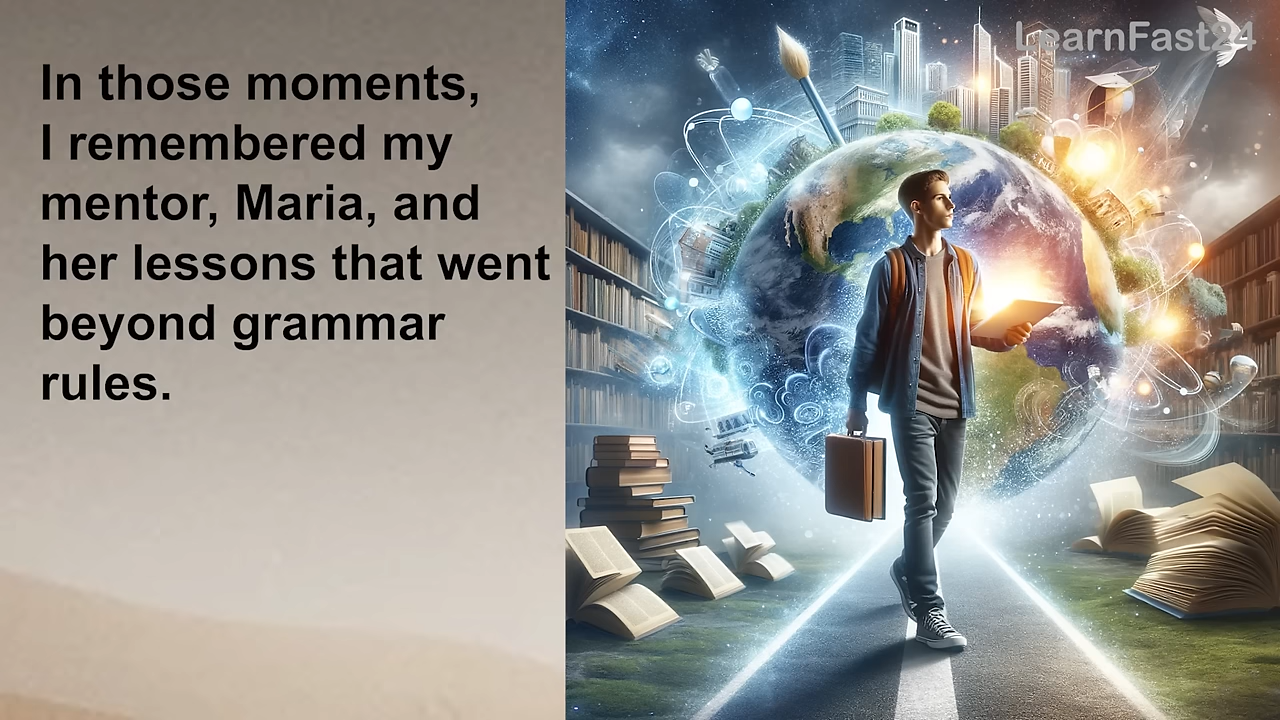 In those moments,
I remembered my
mentor, Maria, and
her lessons that went
beyond grammar
rules.
LearnFast24